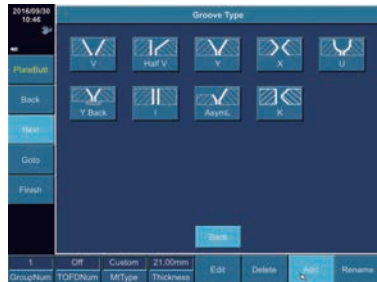 2016/09/30
10:46
Groove Type
PlateButt
Back
Next
Goto
Finish
V
Half V
Y
X
U
Y Back
I
AsymL
K
Back
1
Off
Custom
21.00mm
GroupNum
TOFDNum
MtType
Thickness
Edit
Delete
Add
Rename